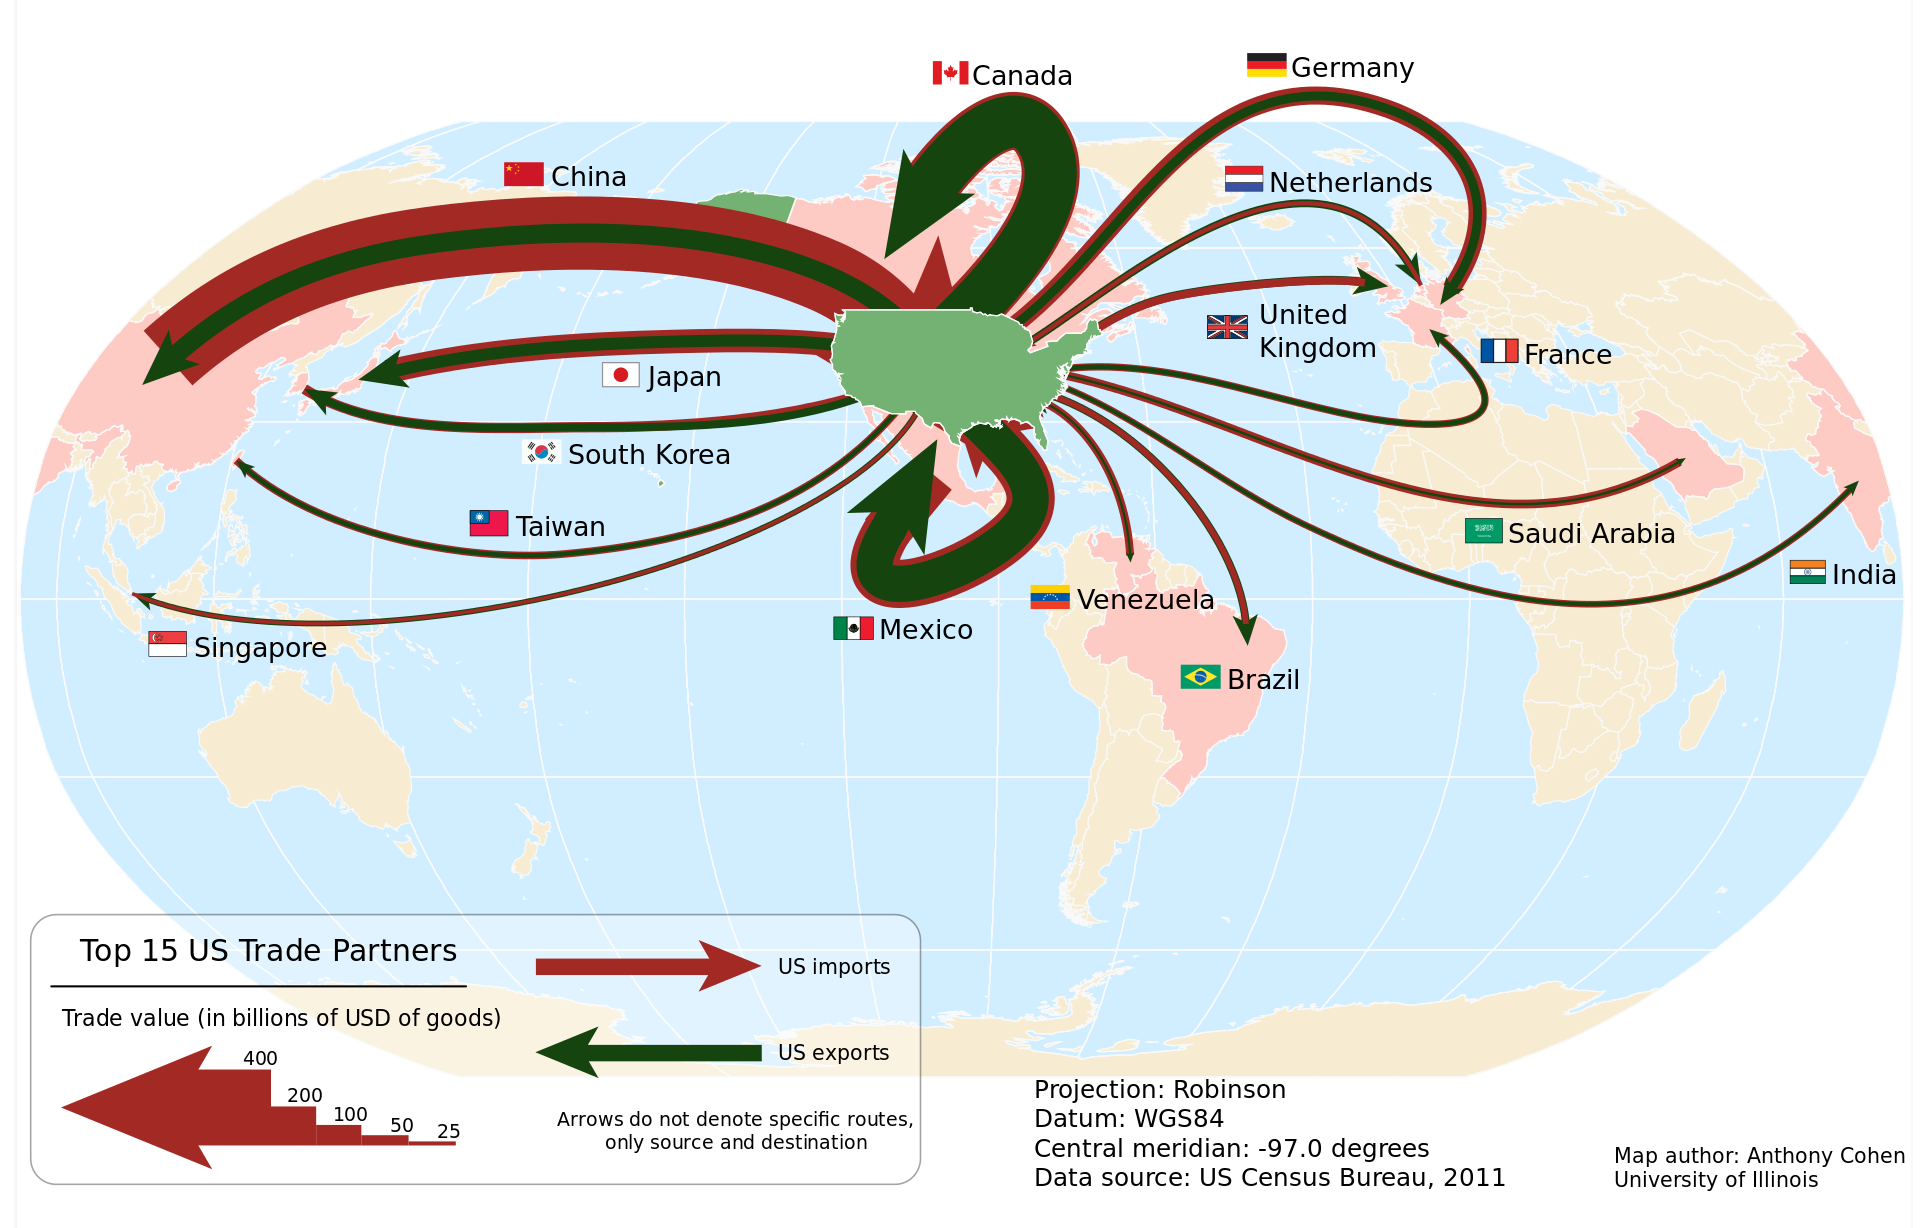 Canada
Germany
China
Netherlands
United
Kingdom
France
Japan
South Korea
Taiwan
Saudi Arabia
India
Venezuela
Mexico
Singapore
Brazil
Top 15 US Trade Partners
US imports
Trade value (in billions of USD of goods)
US exports
400
200
100
50
25
Arrows do not denote specific routes,
only source and destination
Projection: Robinson
Datum: WGS84
Central meridian: -97.0 degrees
Data source: US Census Bureau, 2011
Map author: Anthony Cohen
University of Illinois